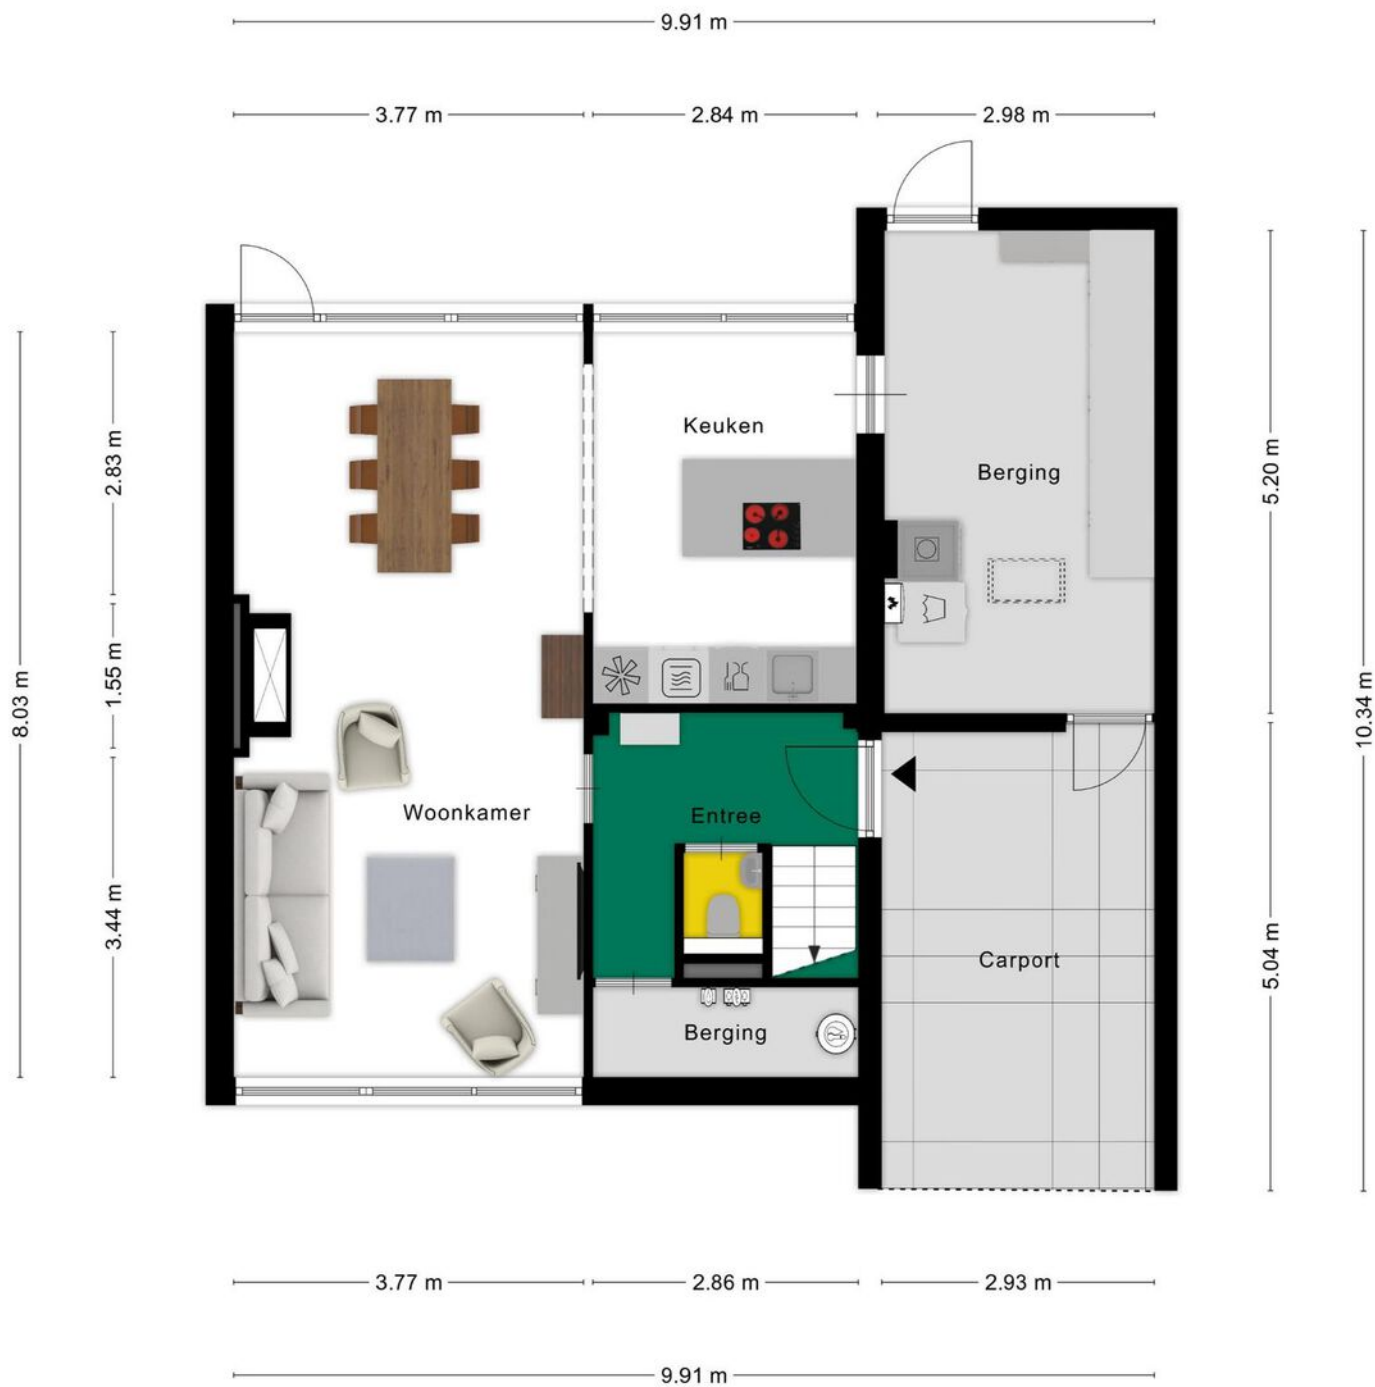 9.91 m
3.77 m
2.84 m
2.98 m
Keuken
Berging
2.83 m
5.20 m
8.03 m
1.55 m
10.34 m
Woonkamer
Entree
3.44 m
Carport
5.04 m
Berging
3.77 m
2.86 m
2.93 m
9.91 m